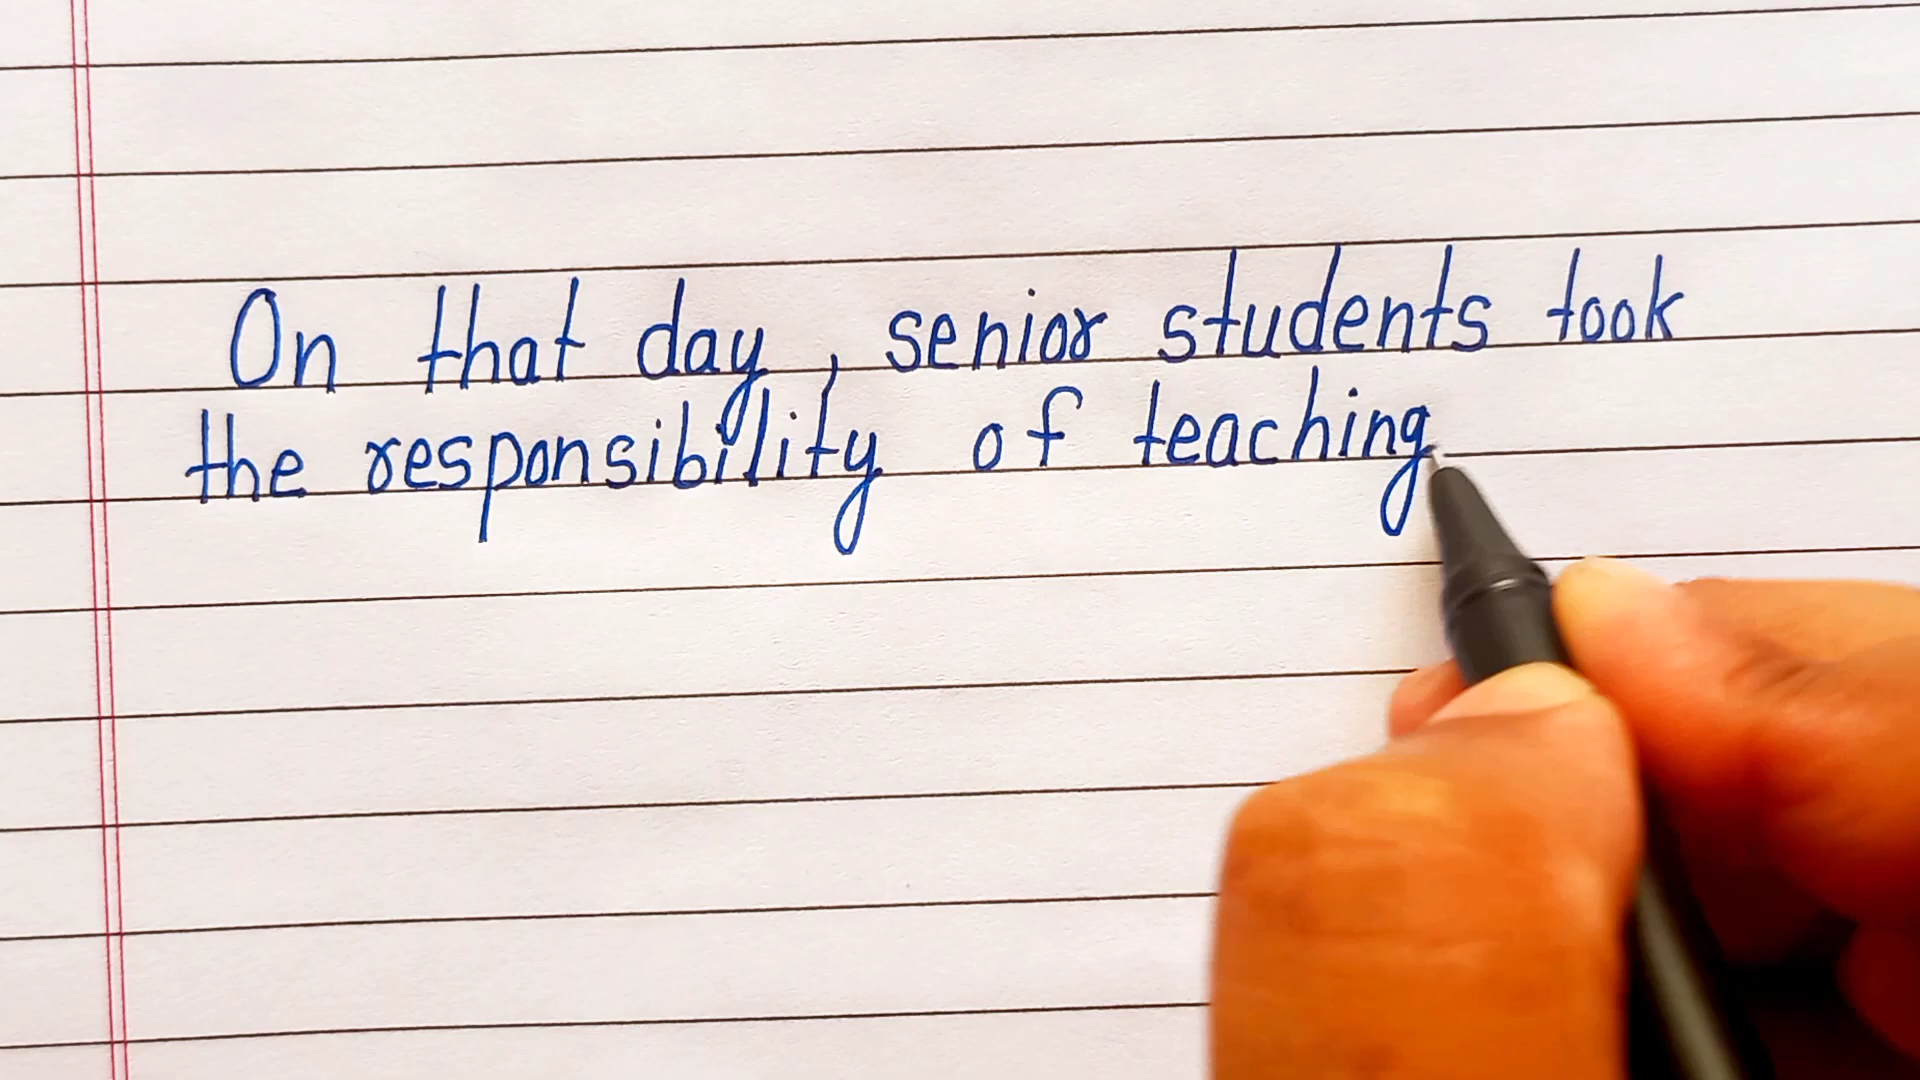 On that day, senior students took
the responsibility of teaching